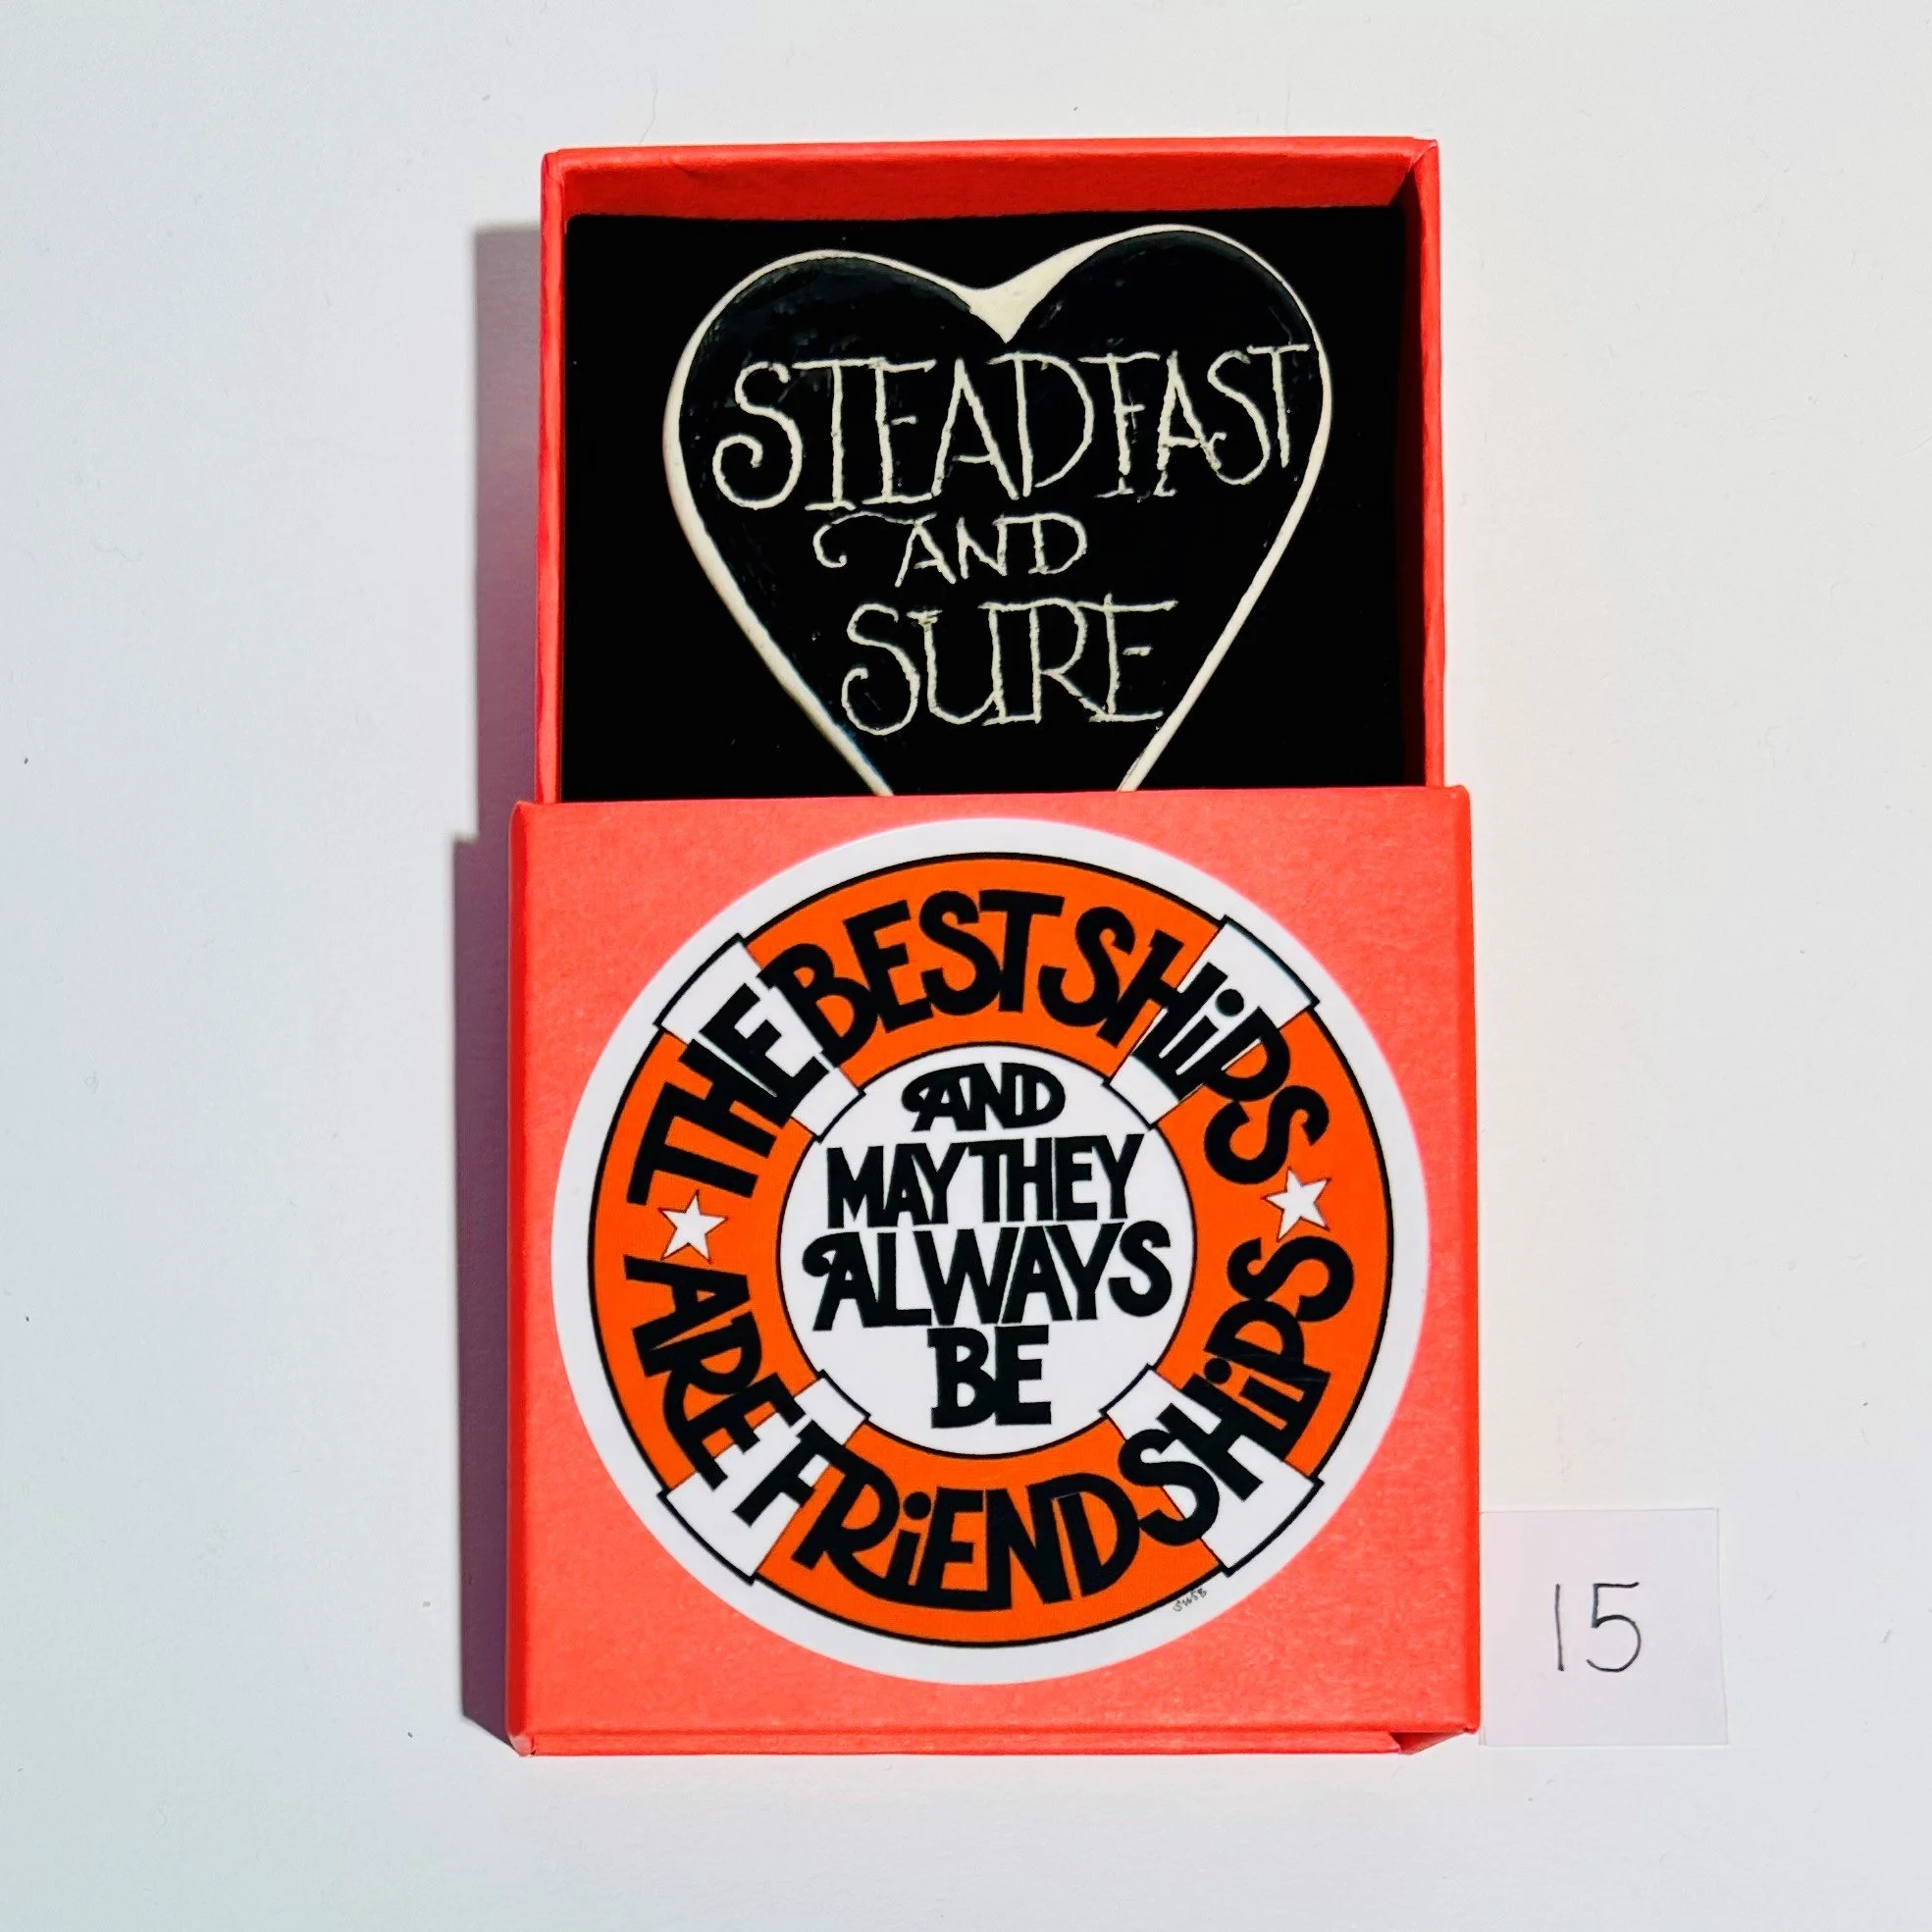 STEADFAST
AND
SURE
THE BEST SHiPS
ARE FRiENDSHiPS
AND
MAY THEY
ALWAYS
BE
15